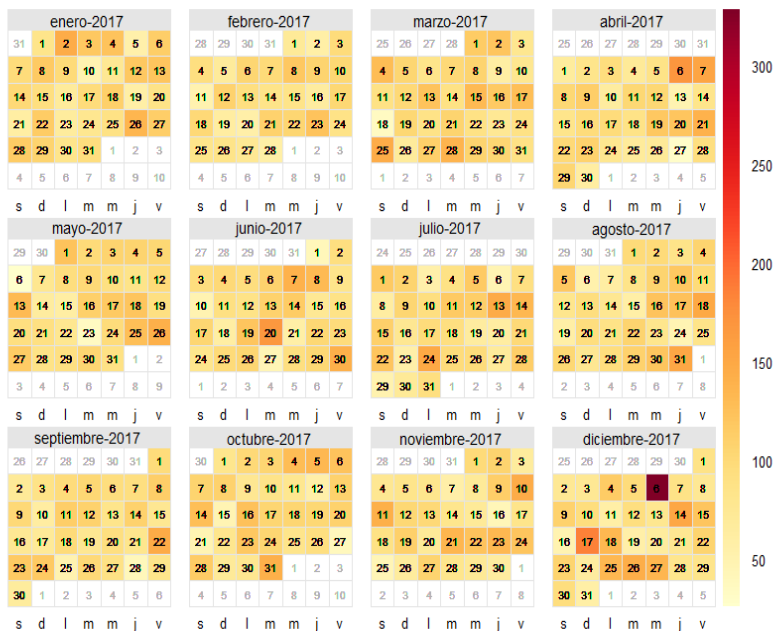 enero-2017
31 1 2 3 4 5 6
7 8 9 10 11 12 13
14 15 16 17 18 19 20
21 22 23 24 25 26 27
28 29 30 31 1 2 3
4 5 6 7 8 9 10
s d l m m j v
febrero-2017
28 29 30 31 1 2 3
4 5 6 7 8 9 10
11 12 13 14 15 16 17
18 19 20 21 22 23 24
25 26 27 28 1 2 3
4 5 6 7 8 9 10
s d l m m j v
marzo-2017
25 26 27 28 1 2 3
4 5 6 7 8 9 10
11 12 13 14 15 16 17
18 19 20 21 22 23 24
25 26 27 28 29 30 31
1 2 3 4 5 6 7
s d l m m j v
abril-2017
25 26 27 28 29 30 31
1 2 3 4 5 6 7
8 9 10 11 12 13 14
15 16 17 18 19 20 21
22 23 24 25 26 27 28
29 30 1 2 3 4 5
s d l m m j v
mayo-2017
29 30 1 2 3 4 5
6 7 8 9 10 11 12
13 14 15 16 17 18 19
20 21 22 23 24 25 26
27 28 29 30 31 1 2
3 4 5 6 7 8 9
s d l m m j v
junio-2017
27 28 29 30 31 1 2
3 4 5 6 7 8 9
10 11 12 13 14 15 16
17 18 19 20 21 22 23
24 25 26 27 28 29 30
1 2 3 4 5 6 7
s d l m m j v
julio-2017
24 25 26 27 28 29 30
1 2 3 4 5 6 7
8 9 10 11 12 13 14
15 16 17 18 19 20 21
22 23 24 25 26 27 28
29 30 31 1 2 3 4
s d l m m j v
agosto-2017
29 30 31 1 2 3 4
5 6 7 8 9 10 11
12 13 14 15 16 17 18
19 20 21 22 23 24 25
26 27 28 29 30 31 1
2 3 4 5 6 7 8
s d l m m j v
septiembre-2017
26 27 28 29 30 31 1
2 3 4 5 6 7 8
9 10 11 12 13 14 15
16 17 18 19 20 21 22
23 24 25 26 27 28 29
30 1 2 3 4 5 6
s d l m m j v
octubre-2017
30 1 2 3 4 5 6
7 8 9 10 11 12 13
14 15 16 17 18 19 20
21 22 23 24 25 26 27
28 29 30 31 1 2 3
4 5 6 7 8 9 10
s d l m m j v
noviembre-2017
28 29 30 31 1 2 3
4 5 6 7 8 9 10
11 12 13 14 15 16 17
18 19 20 21 22 23 24
25 26 27 28 29 30 1
2 3 4 5 6 7 8
s d l m m j v
diciembre-2017
25 26 27 28 29 30 1
2 3 4 5 6 7 8
9 10 11 12 13 14 15
16 17 18 19 20 21 22
23 24 25 26 27 28 29
30 31 1 2 3 4 5
s d l m m j v
300
250
200
150
100
50